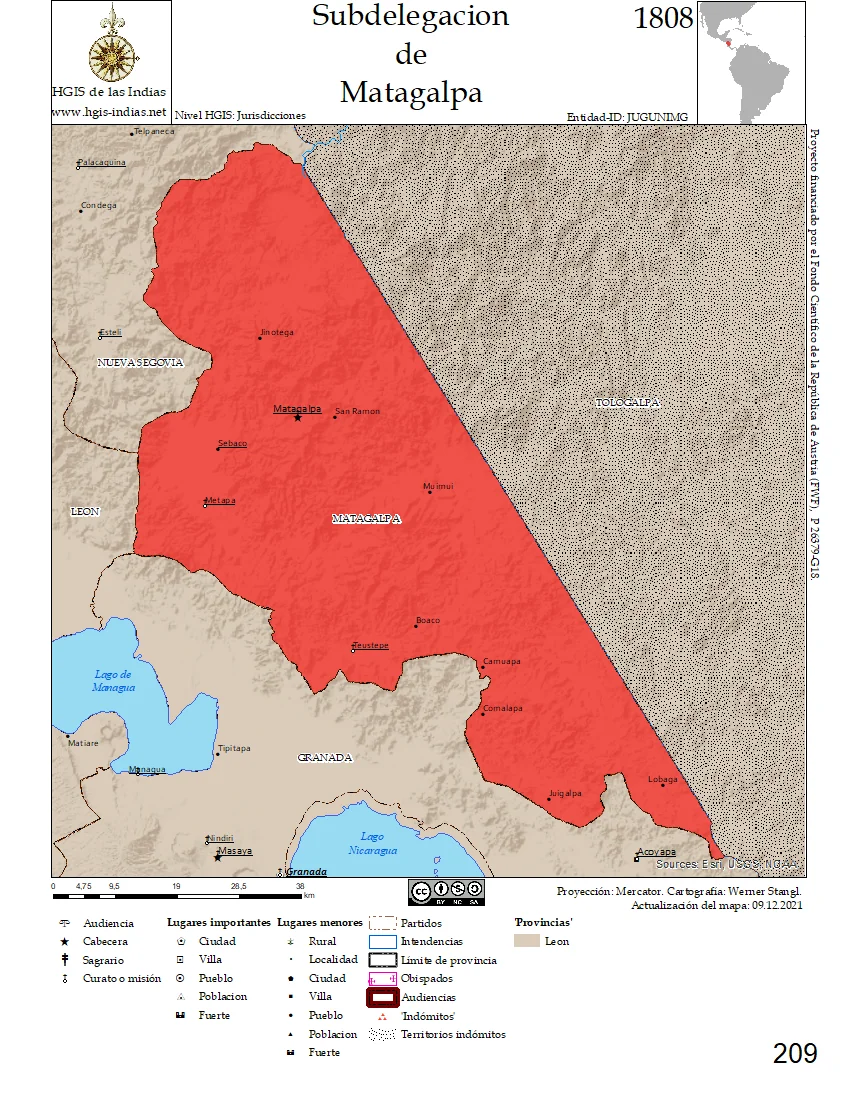 Subdelegacion
de
Matagalpa
1808
HGIS de las Indias
www.hgis-indias.net
Nivel HGIS: Jurisdicciones
Entidad-ID: JUGUNIMG
Telpaneca
Palacaguina
Condega
Esteli
NUEVA SEGOVIA
Jinotega
TOLOGALPA
Matagalpa
San Ramon
Sebaco
Muimui
Metapa
LEON
MATAGALPA
Boaco
Teustepe
Camuapa
Lago de
Managua
Comalapa
Matiare
Tipitapa
GRANADA
Managua
Lobaga
Juigalpa
Nindiri
Masaya
Lago
Nicaragua
Acoyapa
Granada
Sources: Esri, USGS, NOAA
Proyecto financiado por el Fondo Científico de la República de Austria (FWF), P 26379-G18.
0 4,75 9,5 19 28,5 38
km
CC BY NC SA
Proyección: Mercator. Cartografía: Werner Stangl.
Actualización del mapa: 09.12.2021
Audiencia
Cabecera
Sagrario
Curato o misión
Lugares importantes
Ciudad
Villa
Pueblo
Poblacion
Fuerte
Lugares menores
Rural
Localidad
Ciudad
Villa
Pueblo
Poblacion
Fuerte
Partidos
Intendencias
Límite de provincia
Obispados
Audiencias
'Indómitos'
Territorios indómitos
'Provincias'
Leon
209